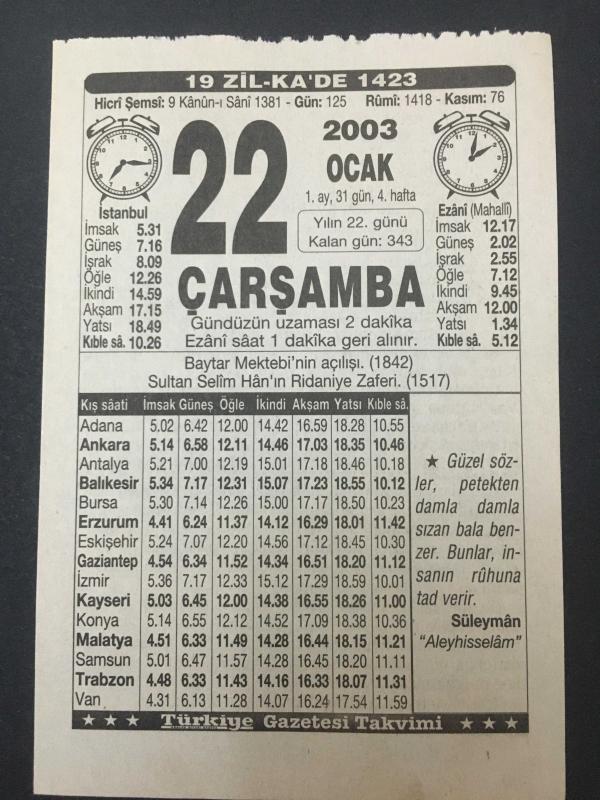 19 ZİL-KA'DE 1423
Hicrî Şemsî: 9 Kânûn-ı Sânî 1381 - Gün: 125 Rûmî: 1418 - Kasım: 76
22
2003
OCAK
1. ay, 31 gün, 4. hafta
Yılın 22. günü
Kalan gün: 343
İstanbul
İmsak 5.31
Güneş 7.16
İşrak 8.09
Öğle 12.26
İkindi 14.59
Akşam 17.15
Yatsı 18.49
Kıble sâ. 10.26
Ezânî (Mahallî)
İmsak 12.17
Güneş 2.02
İşrak 2.55
Öğle 7.12
İkindi 9.45
Akşam 12.00
Yatsı 1.34
Kıble sâ. 5.12
ÇARŞAMBA
Gündüzün uzaması 2 dakîka
Ezânî sâat 1 dakîka geri alınır.
Baytar Mektebi'nin açılışı. (1842)
Sultan Selîm Hân'ın Ridaniye Zaferi. (1517)
Kış sâati İmsak Güneş Öğle İkindi Akşam Yatsı Kıble sâ.
Adana 5.02 6.42 12.00 14.42 16.59 18.28 10.55
Ankara 5.14 6.58 12.11 14.46 17.03 18.35 10.46
Antalya 5.21 7.00 12.19 15.01 17.18 18.46 10.18
Balıkesir 5.34 7.17 12.31 15.07 17.23 18.55 10.12
Bursa 5.30 7.14 12.26 15.00 17.17 18.50 10.23
Erzurum 4.41 6.24 11.37 14.12 16.29 18.01 11.42
Eskişehir 5.24 7.07 12.20 14.56 17.12 18.45 10.30
Gaziantep 4.54 6.34 11.52 14.34 16.51 18.20 11.12
İzmir 5.36 7.17 12.33 15.12 17.29 18.59 10.01
Kayseri 5.03 6.45 12.00 14.38 16.55 18.26 11.00
Konya 5.14 6.55 12.12 14.52 17.09 18.38 10.36
Malatya 4.51 6.33 11.49 14.28 16.44 18.15 11.21
Samsun 5.01 6.47 11.57 14.28 16.45 18.20 11.11
Trabzon 4.48 6.33 11.43 14.16 16.33 18.07 11.31
Van 4.31 6.13 11.28 14.07 16.24 17.54 11.59
★ Güzel söz-
ler, petekten
damla damla
sızan bala ben-
zer. Bunlar, in-
sanın rûhuna
tad verir.
Süleymân
"Aleyhisselâm"
★ ★ ★ Türkiye Gazetesi Takvimi ★ ★ ★